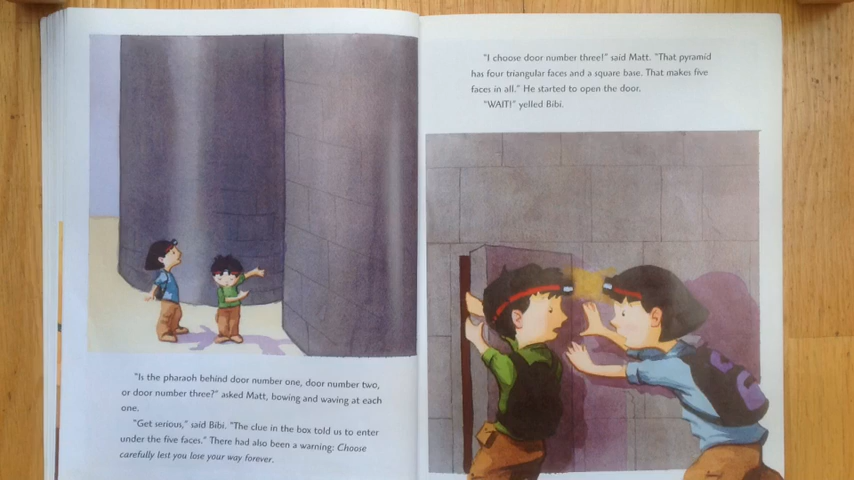 "Is the pharaoh behind door number one, door number two,
or door number three?" asked Matt, bowing and waving at each
one.
"Get serious," said Bibi. "The clue in the box told us to enter
under the five faces." There had also been a warning: Choose
carefully lest you lose your way forever.
"I choose door number three!" said Matt. "That pyramid
has four triangular faces and a square base. That makes five
faces in all." He started to open the door.
"WAIT!" yelled Bibi.